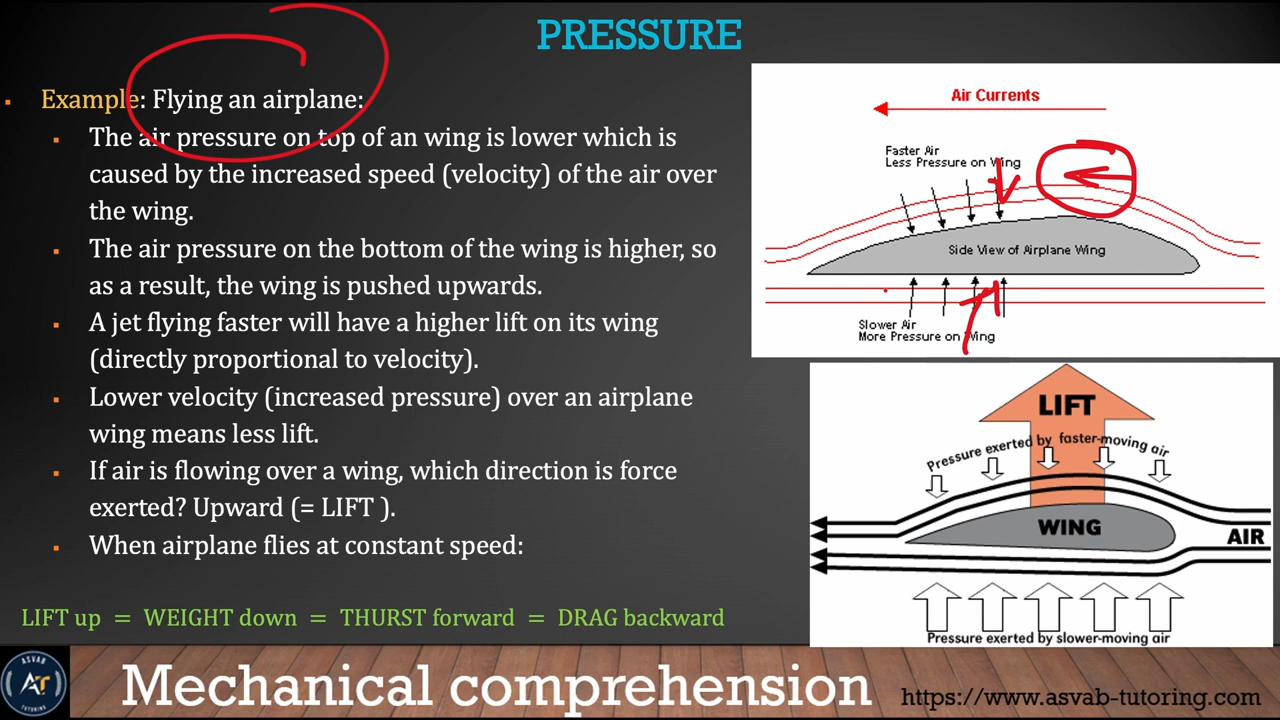 PRESSURE
Example: Flying an airplane:
The air pressure on top of an wing is lower which is
caused by the increased speed (velocity) of the air over
the wing.
The air pressure on the bottom of the wing is higher, so
as a result, the wing is pushed upwards.
A jet flying faster will have a higher lift on its wing
(directly proportional to velocity).
Lower velocity (increased pressure) over an airplane
wing means less lift.
If air is flowing over a wing, which direction is force
exerted? Upward (= LIFT ).
When airplane flies at constant speed:
LIFT up = WEIGHT down = THURST forward = DRAG backward
Air Currents
Faster Air
Less Pressure on Wing
Side View of Airplane Wing
Slower Air
More Pressure on Wing
LIFT
Pressure exerted by faster-moving air
WING
AIR
Pressure exerted by slower-moving air
ASVAB
AT
TUTORING
Mechanical comprehension
https://www.asvab-tutoring.com